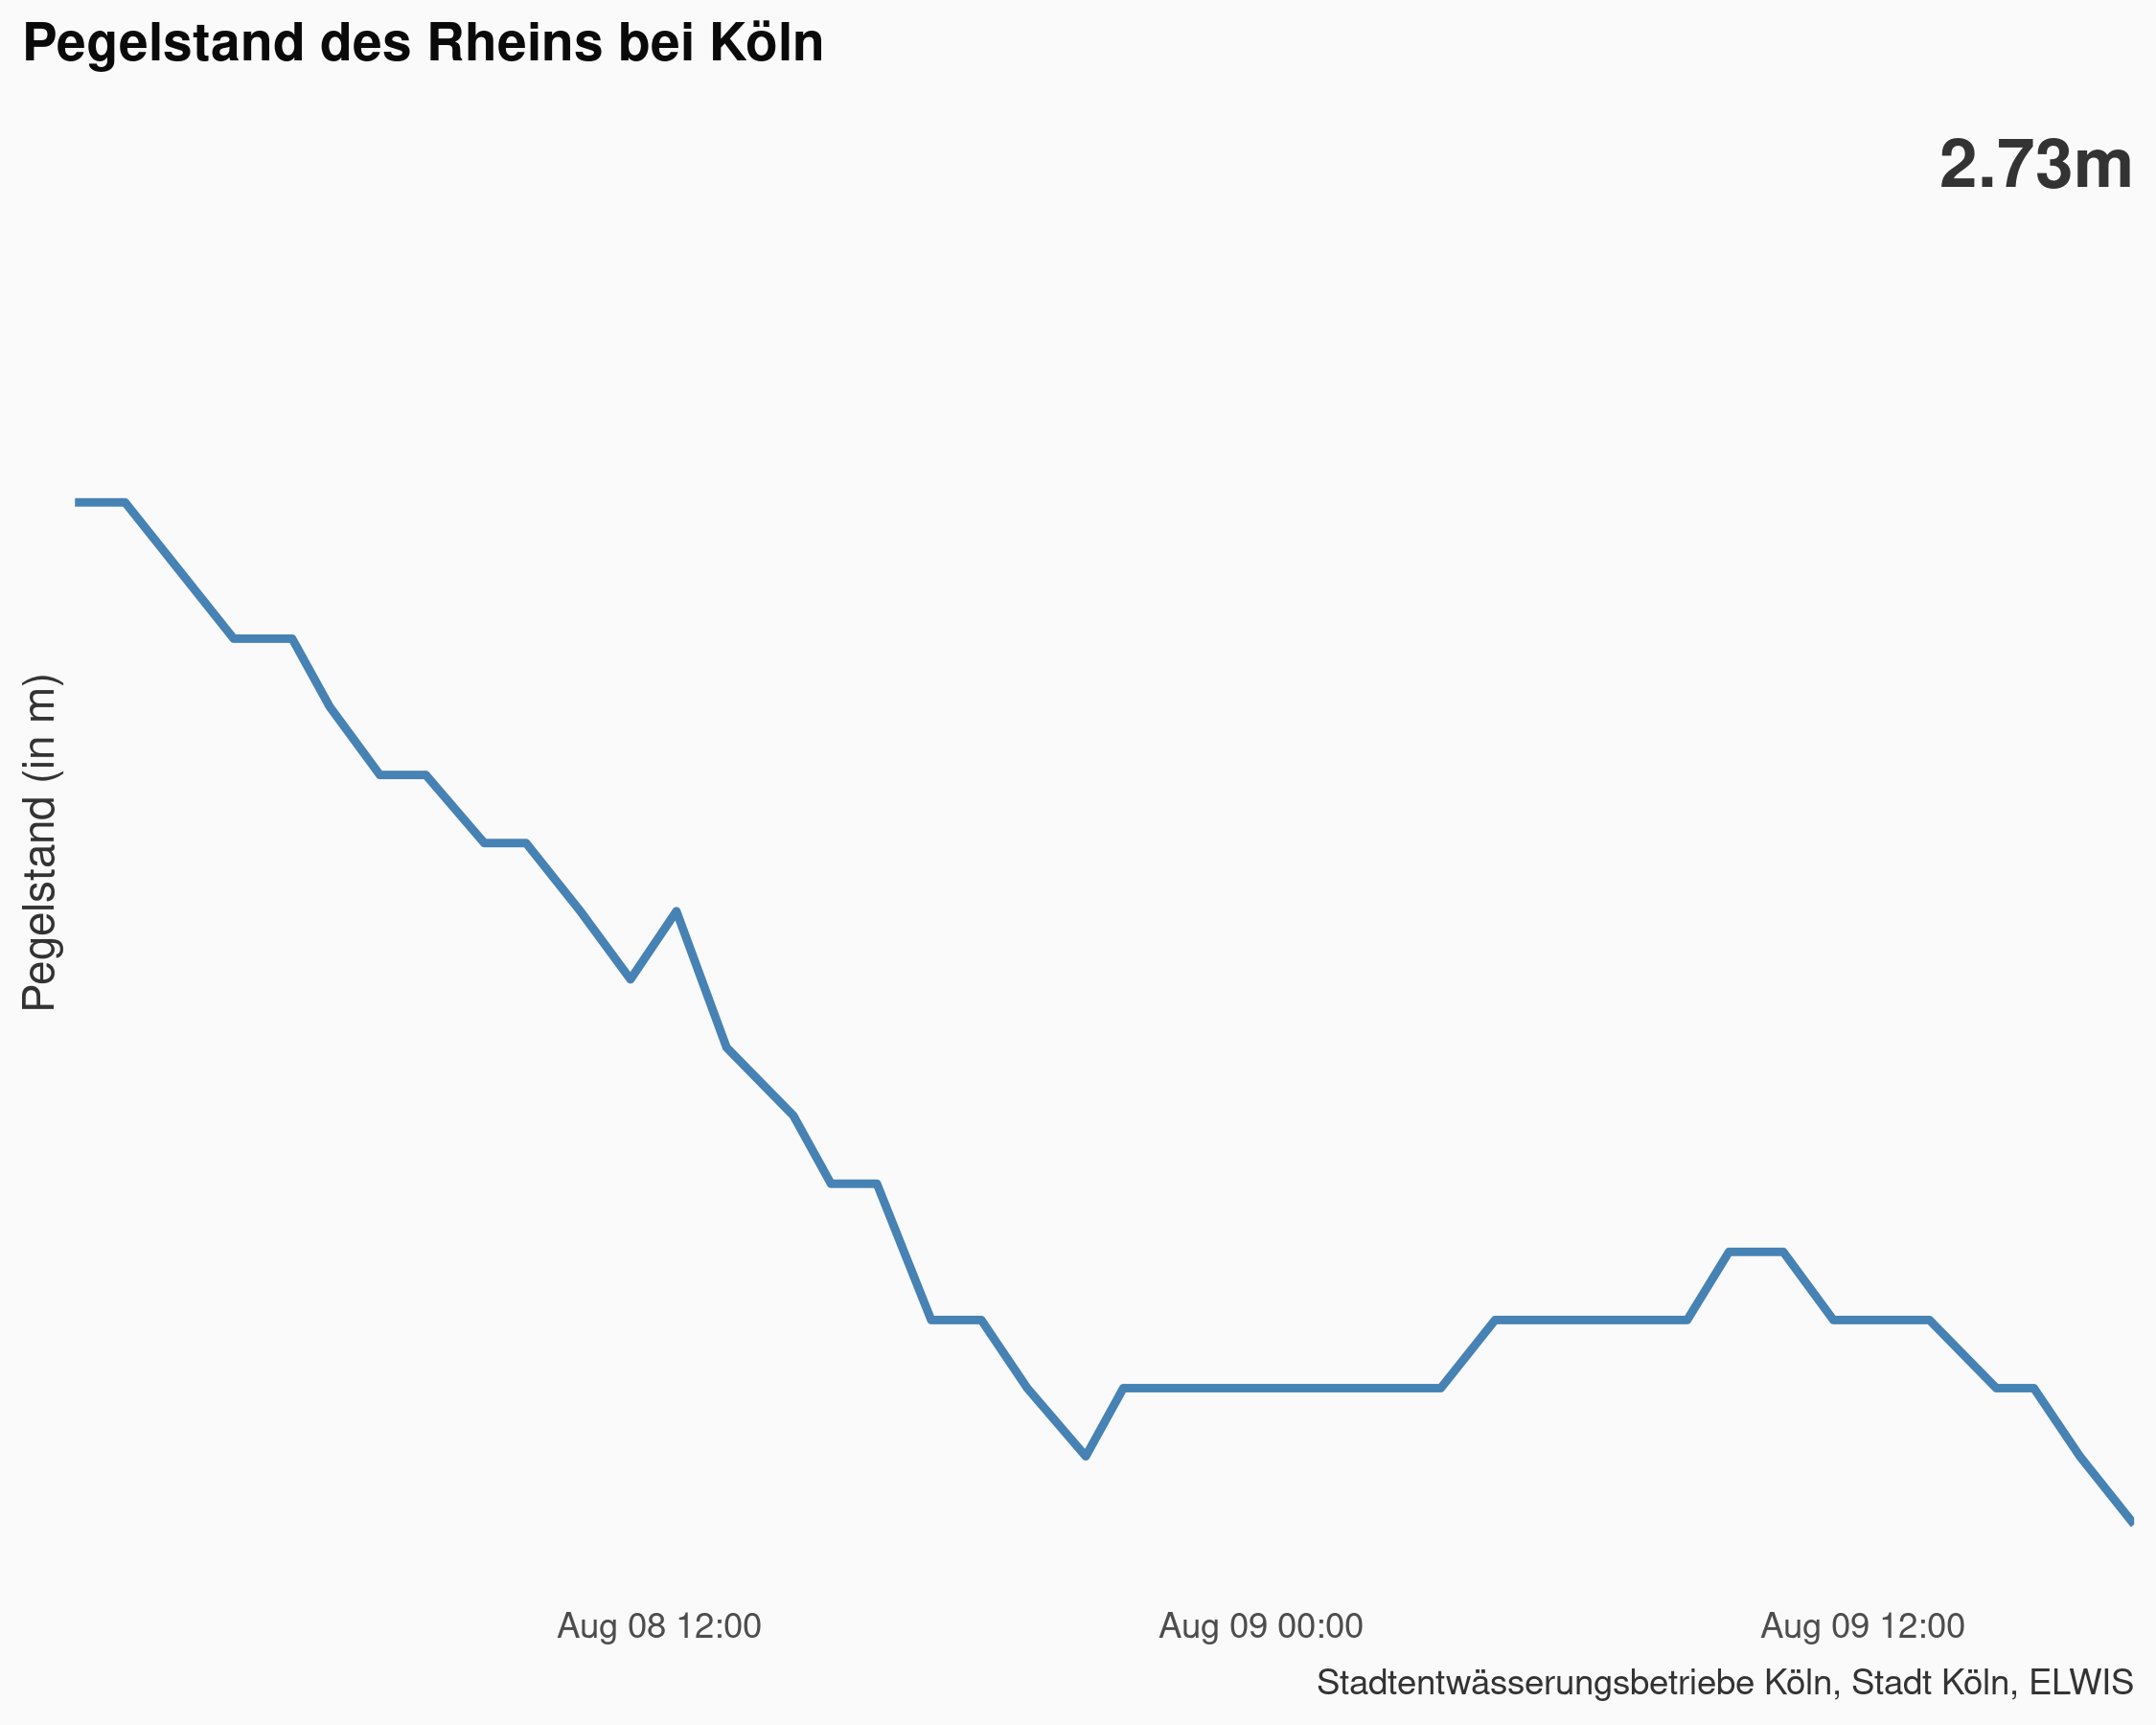 Pegelstand des Rheins bei Köln
2.73m
Pegelstand (in m)
Aug 08 12:00
Aug 09 00:00
Aug 09 12:00
Stadtentwässerungsbetriebe Köln, Stadt Köln, ELWIS